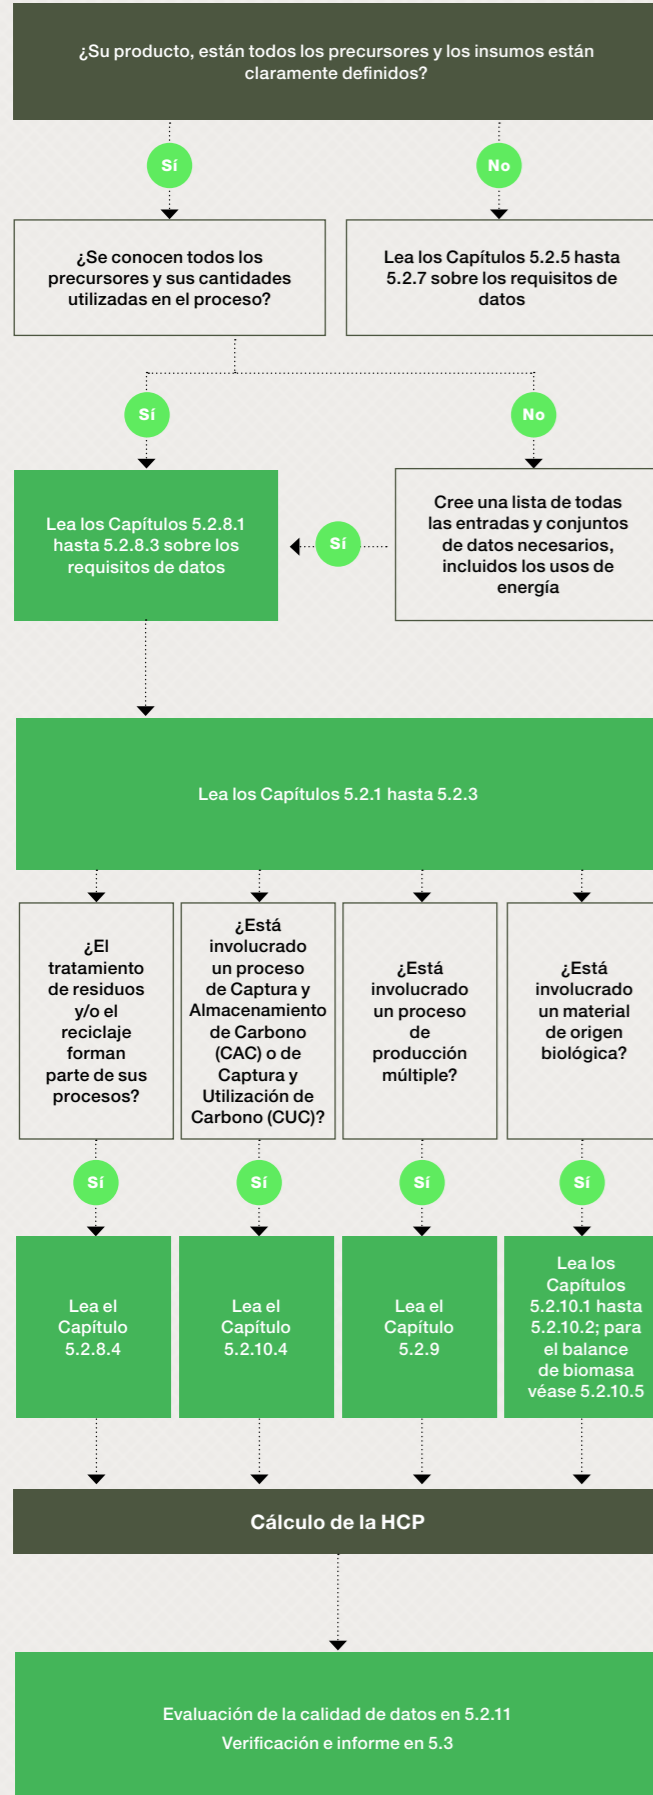 ¿Su producto, están todos los precursores y los insumos están
claramente definidos?
Sí
No
¿Se conocen todos los
precursores y sus cantidades
utilizadas en el proceso?
Lea los Capítulos 5.2.5 hasta
5.2.7 sobre los requisitos de
datos
Sí
No
Lea los Capítulos 5.2.8.1
hasta 5.2.8.3 sobre los
requisitos de datos
Sí
Cree una lista de todas
las entradas y conjuntos
de datos necesarios,
incluidos los usos de
energía
Lea los Capítulos 5.2.1 hasta 5.2.3
¿El
tratamiento
de residuos
y/o el
reciclaje
forman
parte de sus
procesos?
¿Está
involucrado
un proceso
de Captura y
Almacenamiento
de Carbono
(CAC) o de
Captura y
Utilización de
Carbono (CUC)?
¿Está
involucrado
un proceso
de
producción
múltiple?
¿Está
involucrado
un material
de origen
biológica?
Sí
Sí
Sí
Sí
Lea el
Capítulo
5.2.8.4
Lea el
Capítulo
5.2.10.4
Lea el
Capítulo
5.2.9
Lea los
Capítulos
5.2.10.1 hasta
5.2.10.2; para
el balance
de biomasa
véase 5.2.10.5
Cálculo de la HCP
Evaluación de la calidad de datos en 5.2.11
Verificación e informe en 5.3